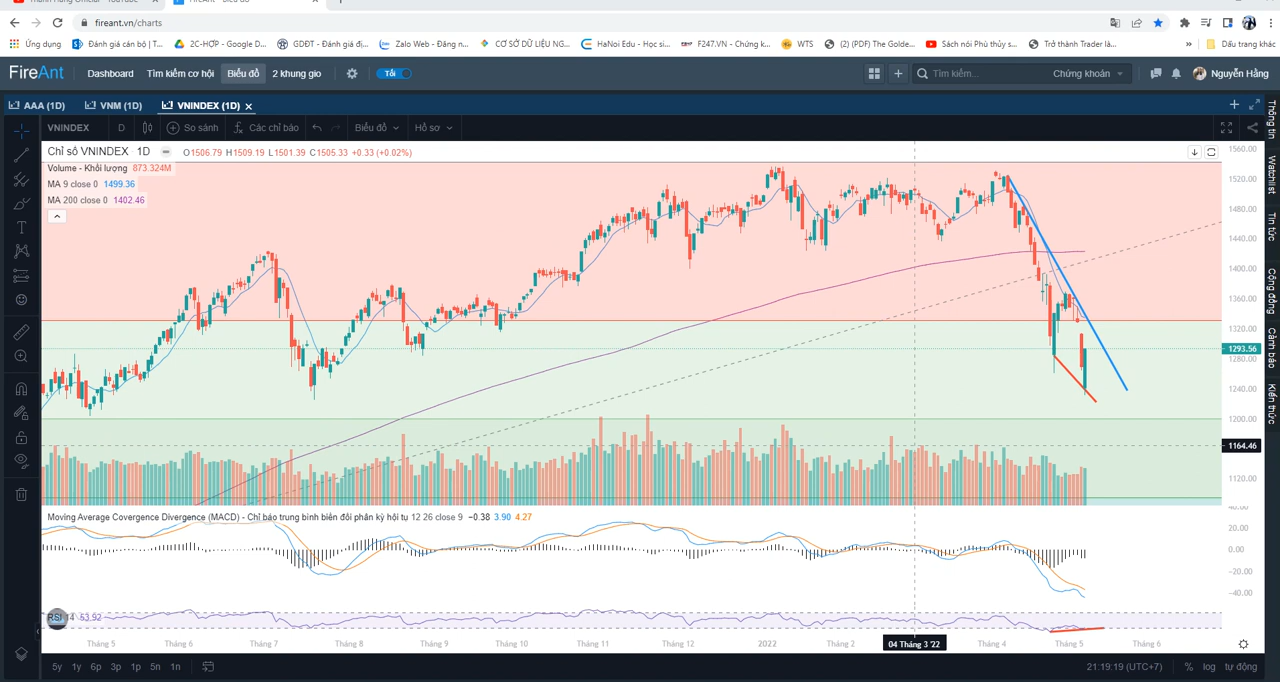 Thanh Hang Official - YouTube
FireAnt - Biểu đồ
fireant.vn/charts
Ứng dụng
Đánh giá cán bộ | T...
2C-HỢP - Google D...
GDĐT - Đánh giá đị...
Zalo Web - Đăng n...
CƠ SỞ DỮ LIỆU NG...
HaNoi Edu - Học si...
F247.VN - Chứng k...
WTS
(2) (PDF) The Golde...
Sách nói Phù thủy s...
Trở thành Trader là...
»
Dấu trang khác
FireAnt
Dashboard
Tìm kiếm cơ hội
Biểu đồ
2 khung gio
Tối
Tìm kiếm...
Chứng khoán
Nguyễn Hằng
AAA (1D)
VNM (1D)
VNINDEX (1D)
VNINDEX
D
So sánh
Các chỉ báo
Biểu đồ
Hồ sơ
Thông tin
Watchlist
Tin tức
Cộng đồng
Cảnh báo
Kiến thức
Chỉ số VNINDEX 1D
O1506.79 H1509.19 L1501.39 C1505.33 +0.33 (+0.02%)
Volume - Khối lượng 873.324M
MA 9 close 0 1499.36
MA 200 close 0 1402.46
1560.00
1520.00
1480.00
1440.00
1400.00
1360.00
1320.00
1293.56
1280.00
1240.00
1200.00
1164.46
1120.00
Moving Average Covergence Divergence (MACD) - Chỉ báo trung bình biến đổi phân kỳ hội tụ 12 26 close 9 −0.38 3.90 4.27
40.00
20.00
0.00
−20.00
−40.00
RSI 14 53.92
Tháng 5
Tháng 6
Tháng 7
Tháng 8
Tháng 9
Tháng 10
Tháng 11
Tháng 12
2022
Tháng 2
04 Tháng 3 '22
Tháng 4
Tháng 5
Tháng 6
5y 1y 6p 3p 1p 5n 1n
21:19:19 (UTC+7)
% log tự động